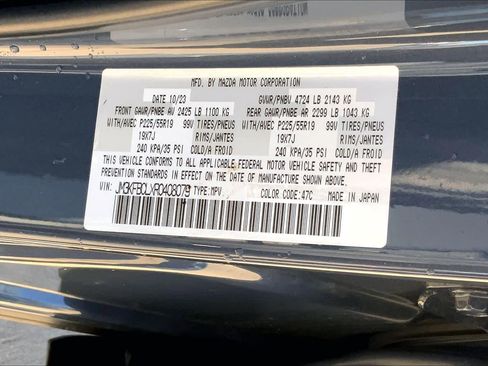 MFD. BY MAZDA MOTOR CORPORATION
DATE 10/23 GVWR/PNBV 4724 LB 2143 KG
FRONT GAWR/PNBE AV 2425 LB 1100 KG REAR GAWR/PNBE AR 2299 LB 1043 KG
WITH/AVEC P225/55R19 99V TIRES/PNEUS WITH/AVEC P225/55R19 99V TIRES/PNEUS
19X7J RIMS/JANTES 19X7J RIMS/JANTES
240 KPA/35 PSI COLD/A FROID 240 KPA/35 PSI COLD/A FROID
THIS VEHICLE CONFORMS TO ALL APPLICABLE FEDERAL MOTOR VEHICLE SAFETY AND THEFT
PREVENTION STANDARDS IN EFFECT ON THE DATE OF MANUFACTURE SHOWN ABOVE.
VIN: JM3KFBCLXR0408079 TYPE: MPV COLOR CODE: 47C MADE IN JAPAN